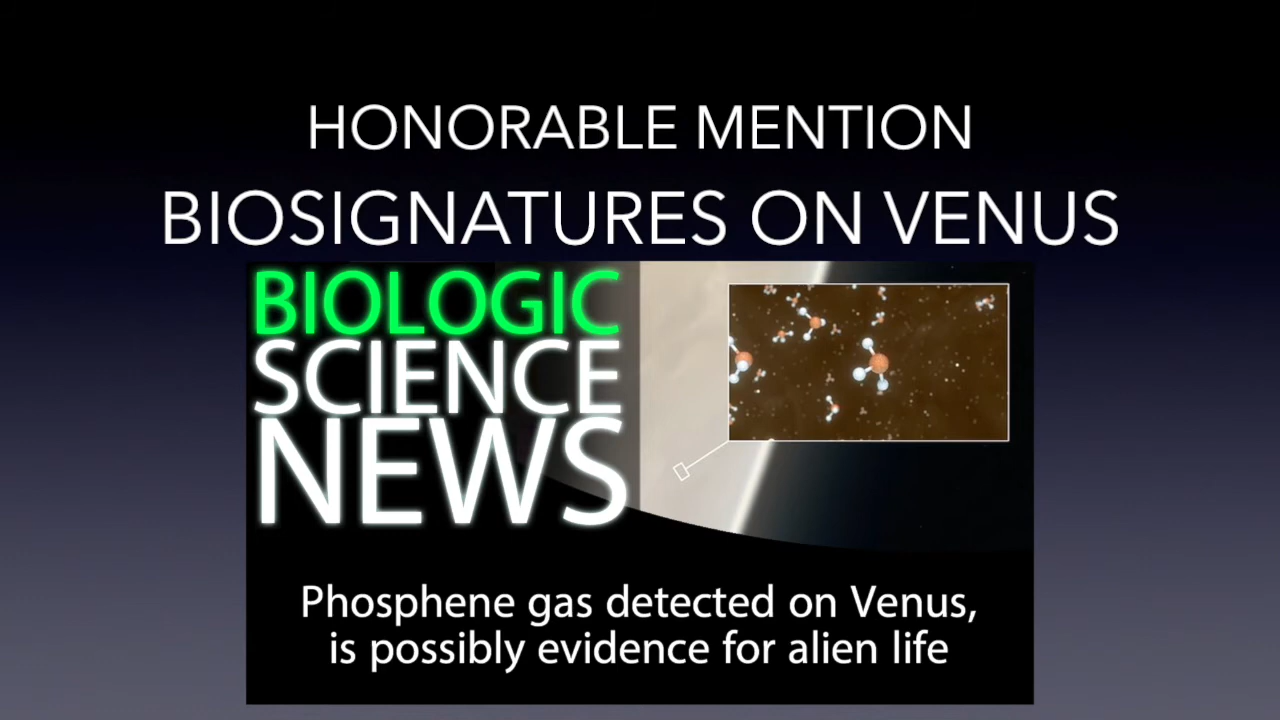 HONORABLE MENTION
BIOSIGNATURES ON VENUS
BIOLOGIC
SCIENCE
NEWS
Phosphene gas detected on Venus,
is possibly evidence for alien life